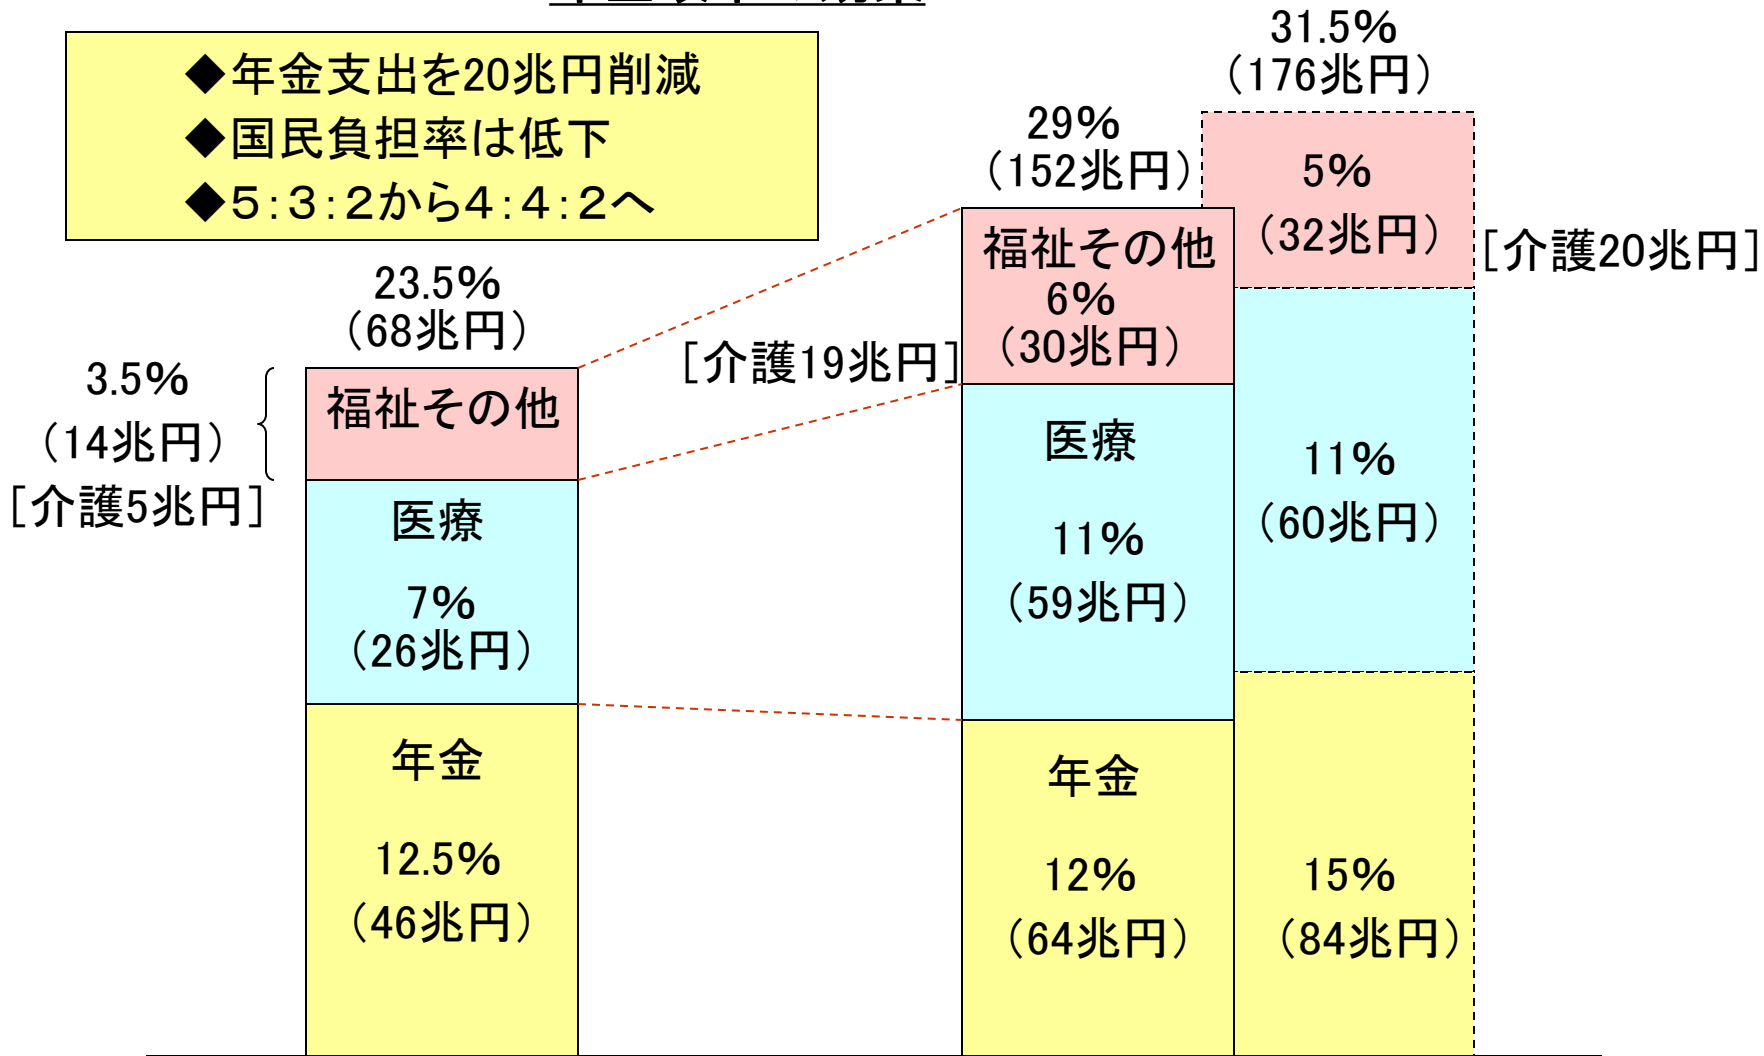 ◆年金支出を20兆円削減
◆国民負担率は低下
◆5:3:2から4:4:2へ
23.5%
(68兆円)
3.5%
(14兆円)
[介護5兆円]
福祉その他
医療
7%
(26兆円)
年金
12.5%
(46兆円)
29%
(152兆円)
[介護19兆円]
福祉その他
6%
(30兆円)
医療
11%
(59兆円)
年金
12%
(64兆円)
31.5%
(176兆円)
5%
(32兆円)
[介護20兆円]
11%
(60兆円)
15%
(84兆円)